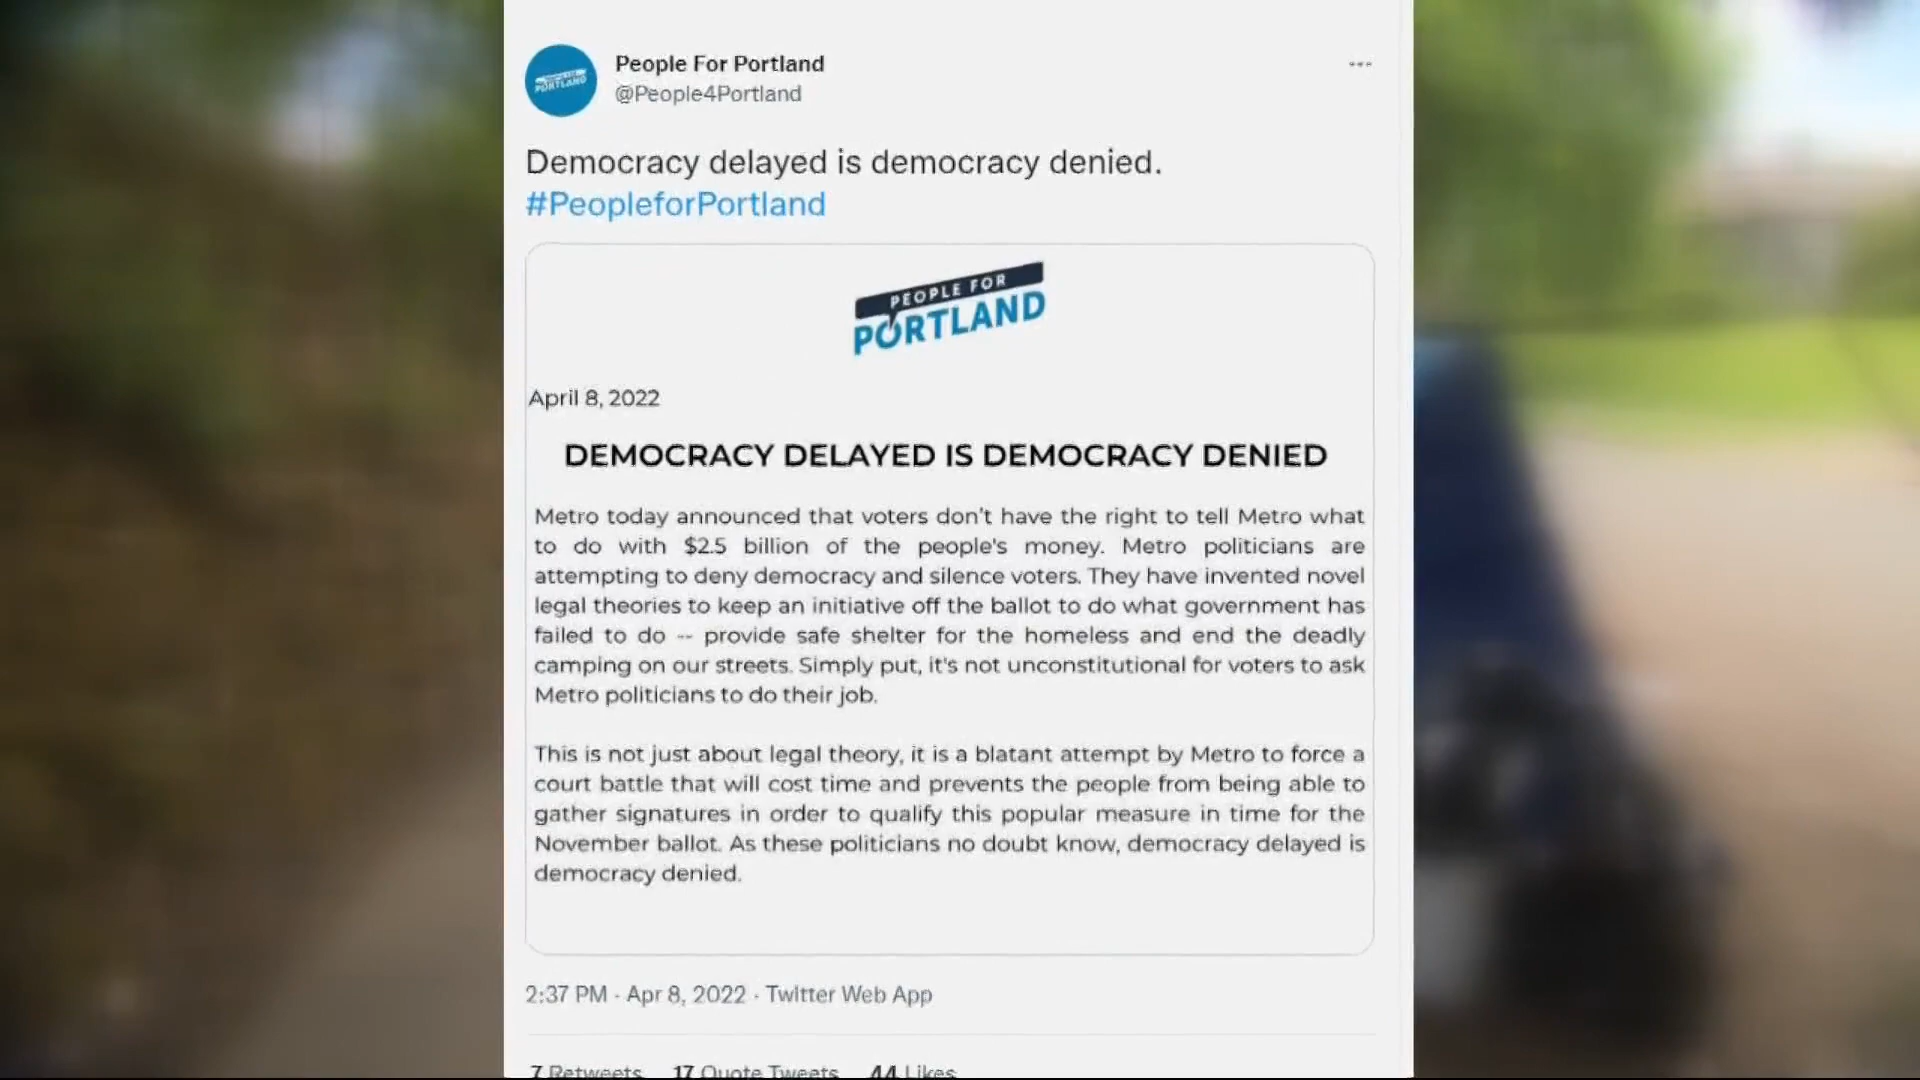 People For Portland
@People4Portland
Democracy delayed is democracy denied.
#PeopleforPortland
PEOPLE FOR
PORTLAND
April 8, 2022
DEMOCRACY DELAYED IS DEMOCRACY DENIED
Metro today announced that voters don't have the right to tell Metro what
to do with $2.5 billion of the people's money. Metro politicians are
attempting to deny democracy and silence voters. They have invented novel
legal theories to keep an initiative off the ballot to do what government has
failed to do -- provide safe shelter for the homeless and end the deadly
camping on our streets. Simply put, it's not unconstitutional for voters to ask
Metro politicians to do their job.
This is not just about legal theory, it is a blatant attempt by Metro to force a
court battle that will cost time and prevents the people from being able to
gather signatures in order to qualify this popular measure in time for the
November ballot. As these politicians no doubt know, democracy delayed is
democracy denied.
2:37 PM · Apr 8, 2022 · Twitter Web App
7 Retweets 17 Quote Tweets 44 Likes